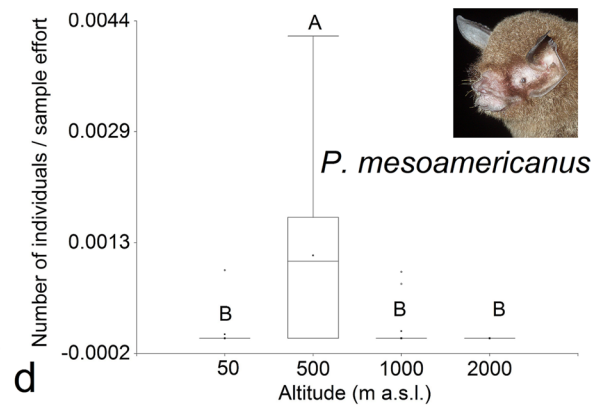 0.0044
0.0029
0.0013
-0.0002
Number of individuals / sample effort
A
B
B
B
P. mesoamericanus
50
500
1000
2000
Altitude (m a.s.l.)
d